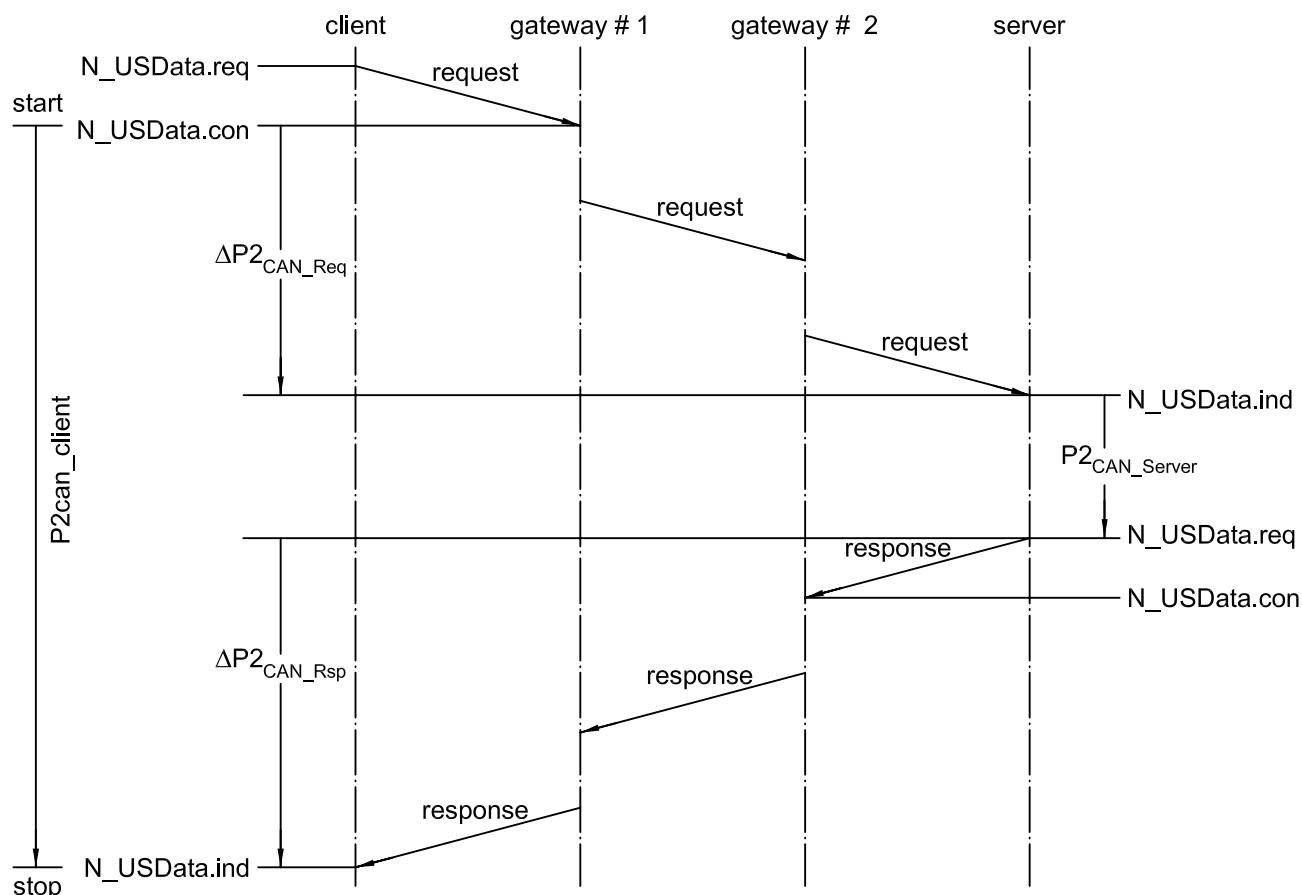 client
gateway # 1
gateway # 2
server
N_USData.req
request
start
N_USData.con
request
ΔP2CAN_Req
request
N_USData.ind
P2can_client
P2CAN_Server
N_USData.req
response
N_USData.con
ΔP2CAN_Rsp
response
response
N_USData.ind
stop